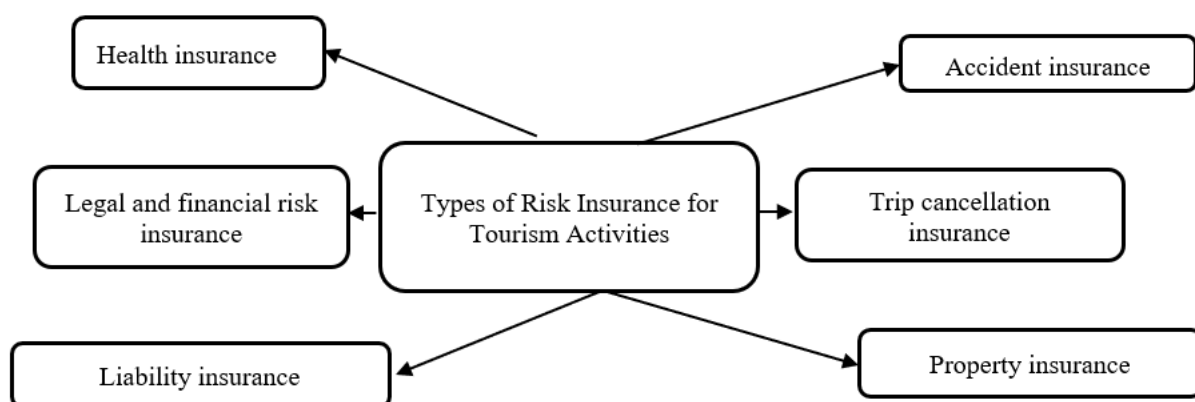 Health insurance
Accident insurance
Legal and financial risk
insurance
Types of Risk Insurance for
Tourism Activities
Trip cancellation
insurance
Liability insurance
Property insurance